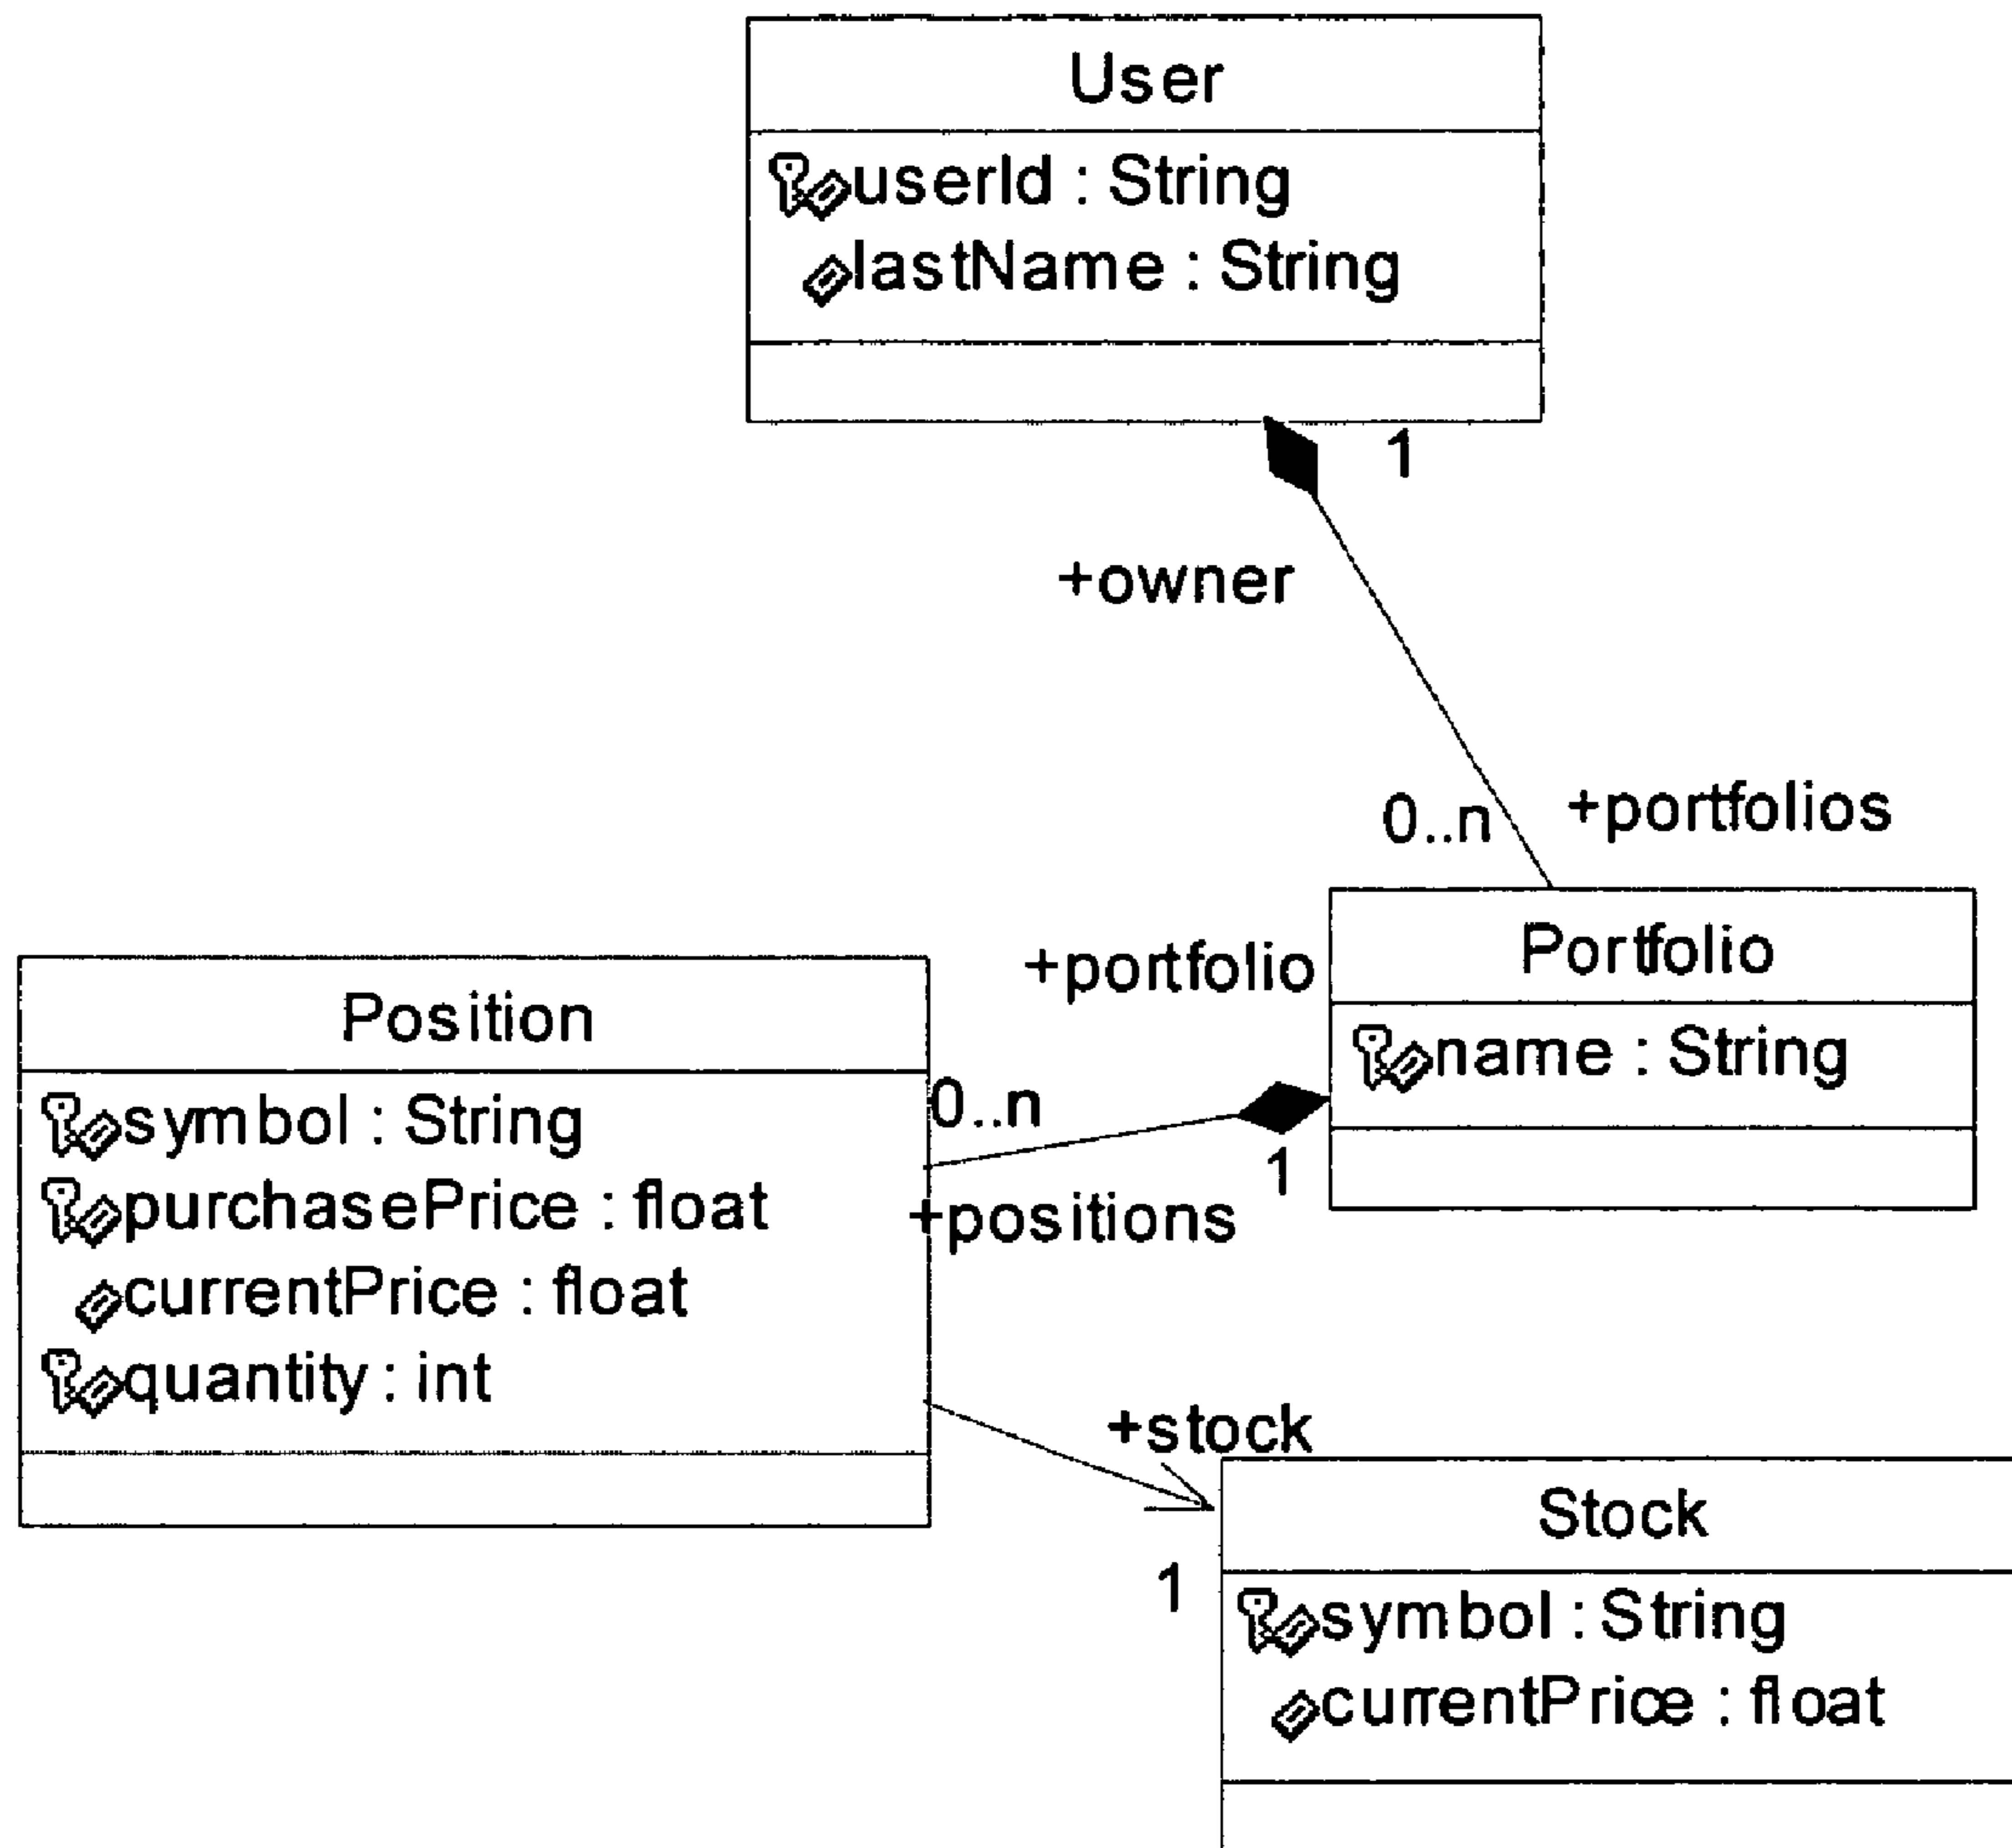 User
userId : String
lastName : String
1
+owner
0..n
+portfolios
Portfolio
name : String
+portfolio
1
0..n
+positions
Position
symbol : String
purchasePrice : float
currentPrice : float
quantity : int
+stock
1
Stock
symbol : String
currentPrice : float